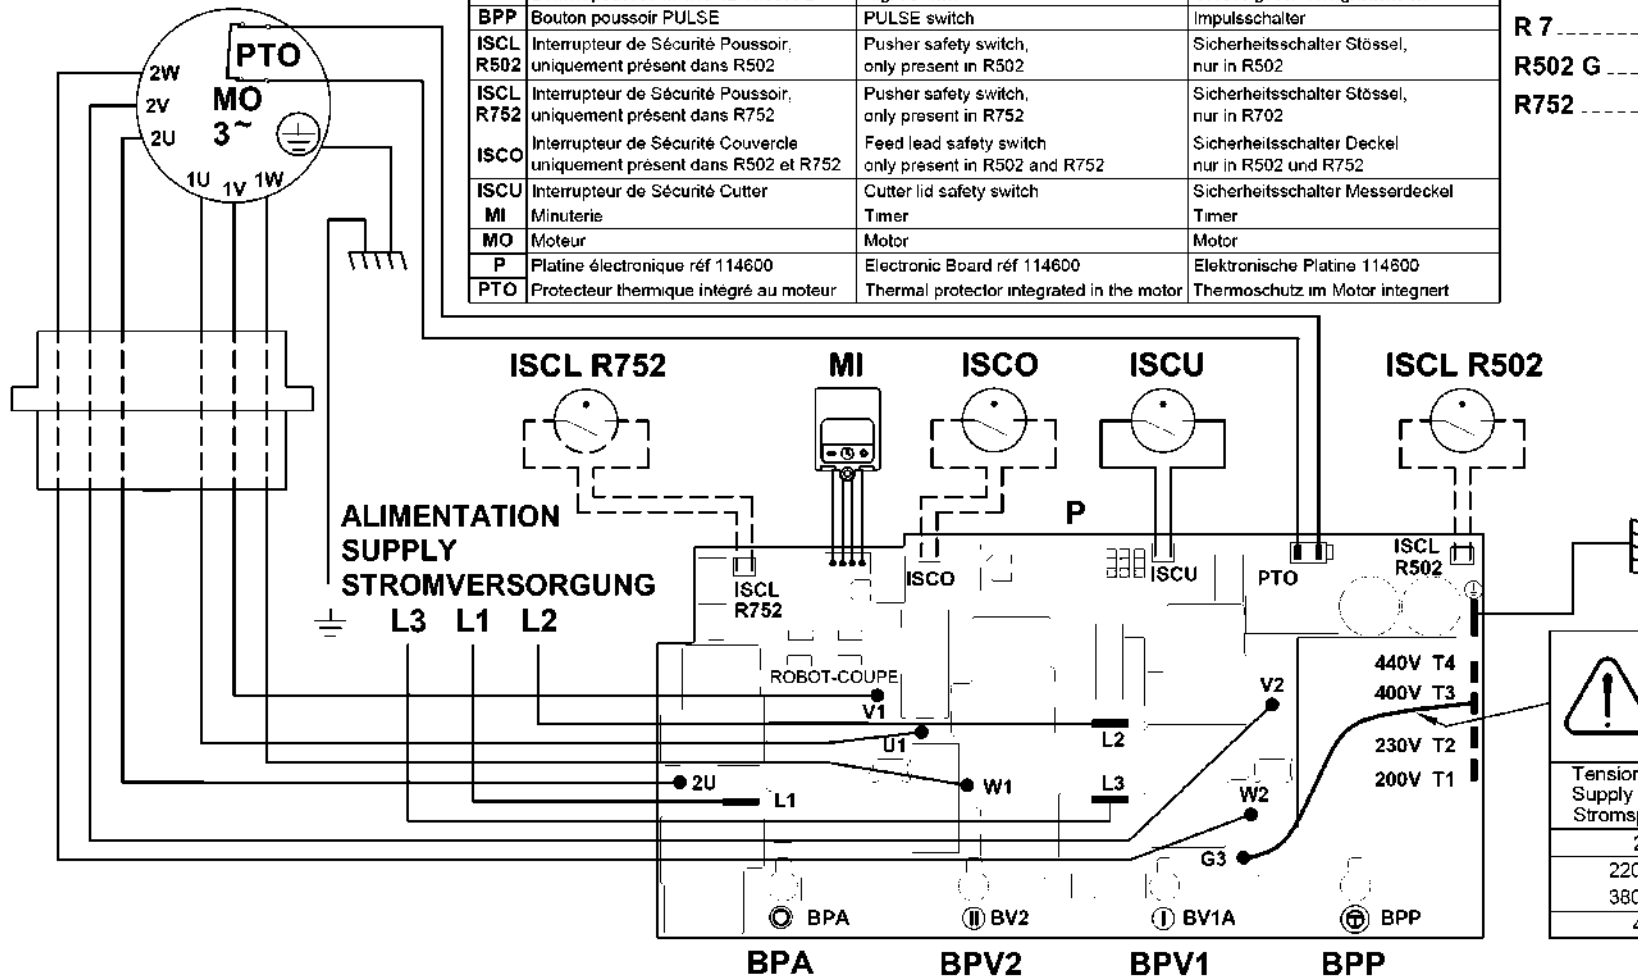 BPP Bouton poussoir PULSE PULSE switch Impulsschalter
ISCL R502 Interrupteur de Sécurité Poussoir, Pusher safety switch, Sicherheitsschalter Stössel,
uniquement présent dans R502 only present in R502 nur in R502
ISCL R752 Interrupteur de Sécurité Poussoir, Pusher safety switch, Sicherheitsschalter Stössel,
uniquement présent dans R752 only present in R752 nur in R702
ISCO Interrupteur de Sécurité Couvercle Feed lead safety switch Sicherheitsschalter Deckel
uniquement présent dans R502 et R752 only present in R502 and R752 nur in R502 und R752
ISCU Interrupteur de Sécurité Cutter Cutter lid safety switch Sicherheitsschalter Messerdeckel
MI Minuterie Timer Timer
MO Moteur Motor Motor
P Platine électronique réf 114600 Electronic Board réf 114600 Elektronische Platine 114600
PTO Protecteur thermique intégré au moteur Thermal protector integrated in the motor Thermoschutz im Motor integriert
R 7
R502 G
R752
PTO
MO
3~
2W
2V
2U
1U 1V 1W
ISCL R752 MI ISCO ISCU ISCL R502
P
ALIMENTATION
SUPPLY
STROMVERSORGUNG
L3 L1 L2
ISCL
R752
ISCO
ISCU
PTO
ISCL
R502
ROBOT-COUPE
V1
U1
2U
L1
W1
L2
L3
V2
W2
G3
440V T4
400V T3
230V T2
200V T1
BPA II BV2 I BV1A BPP
BPA BPV2 BPV1 BPP
Tension
Supply
220
380